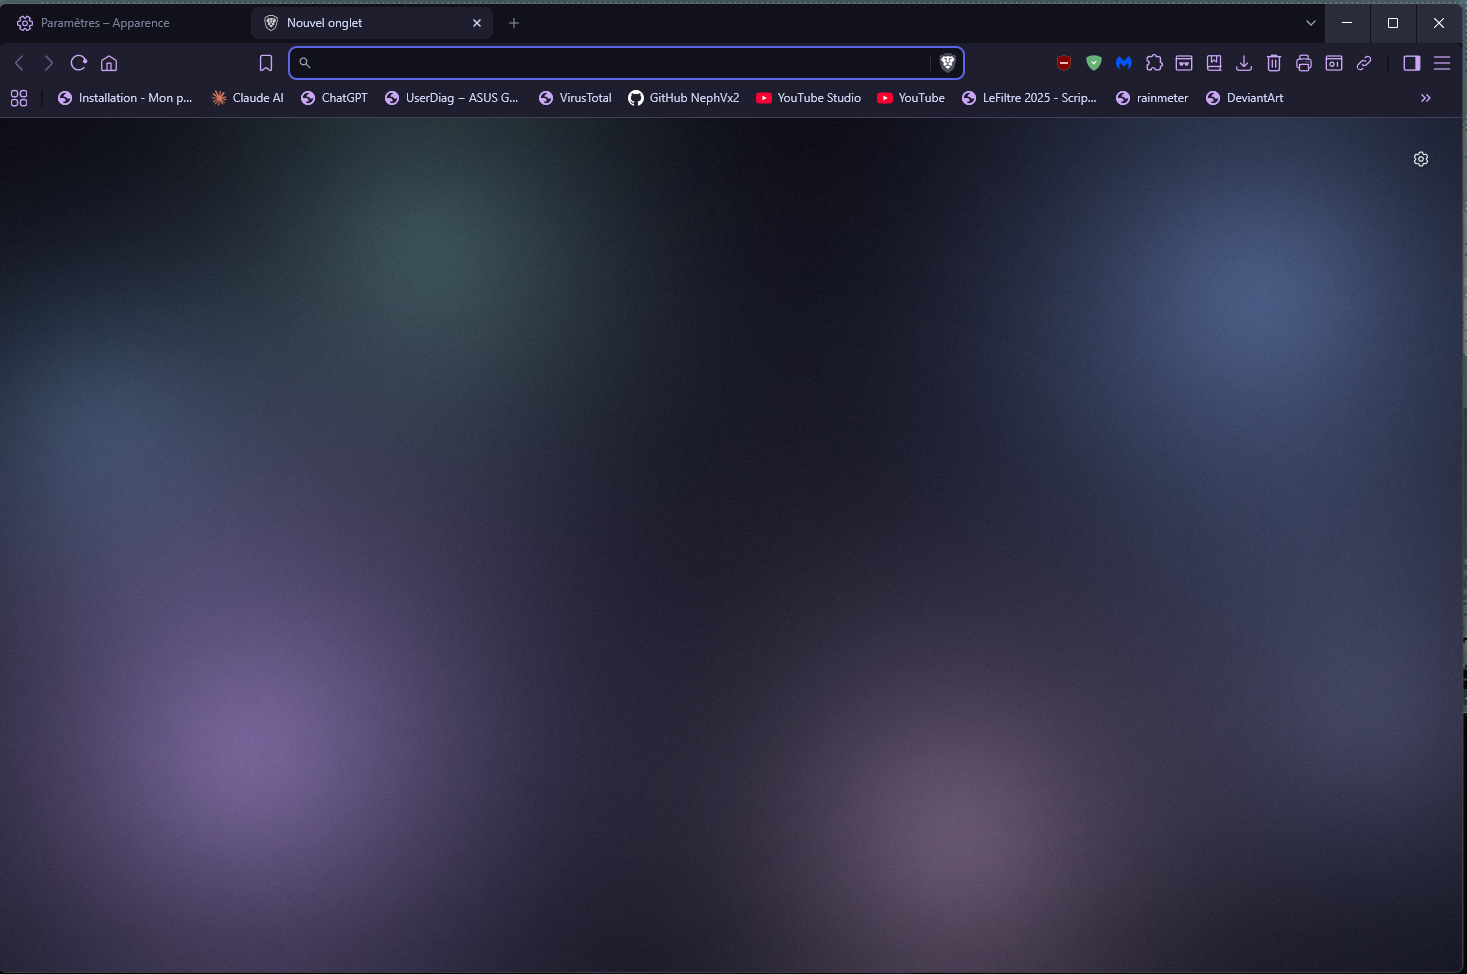 Paramètres – Apparence
Nouvel onglet
Installation - Mon p...
Claude AI
ChatGPT
UserDiag – ASUS G...
VirusTotal
GitHub NephVx2
YouTube Studio
YouTube
LeFiltre 2025 - Scrip...
rainmeter
DeviantArt